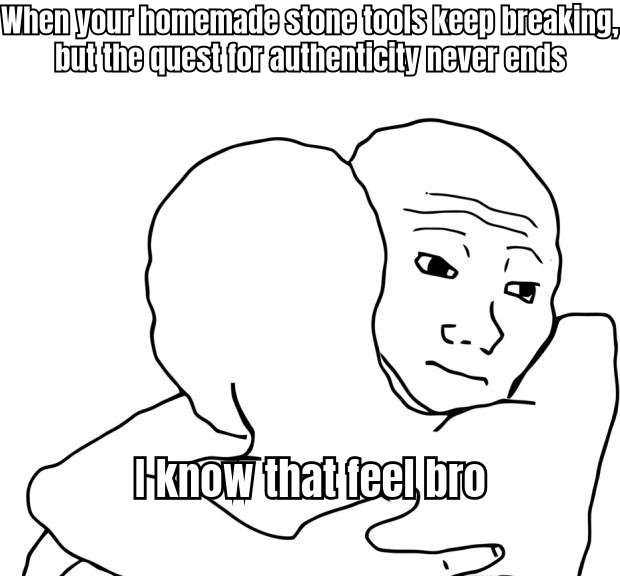 When your homemade stone tools keep breaking,
but the quest for authenticity never ends
I know that feel bro